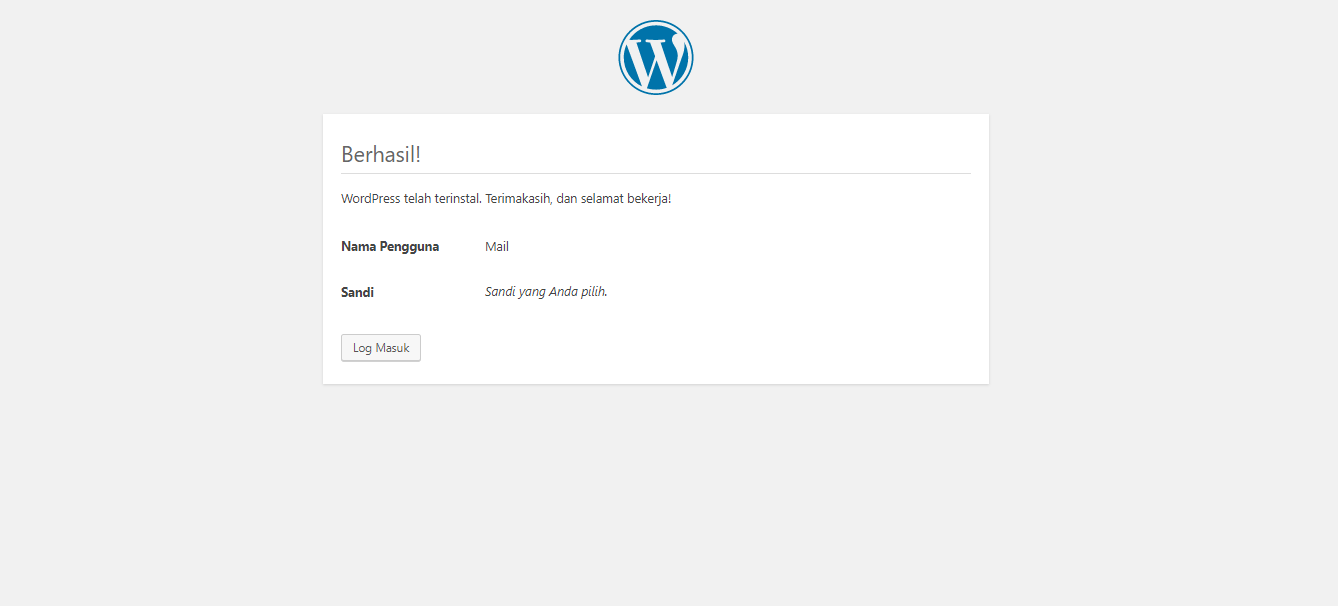 Berhasil!
WordPress telah terinstal. Terimakasih, dan selamat bekerja!
Nama Pengguna Mail
Sandi Sandi yang Anda pilih.
Log Masuk